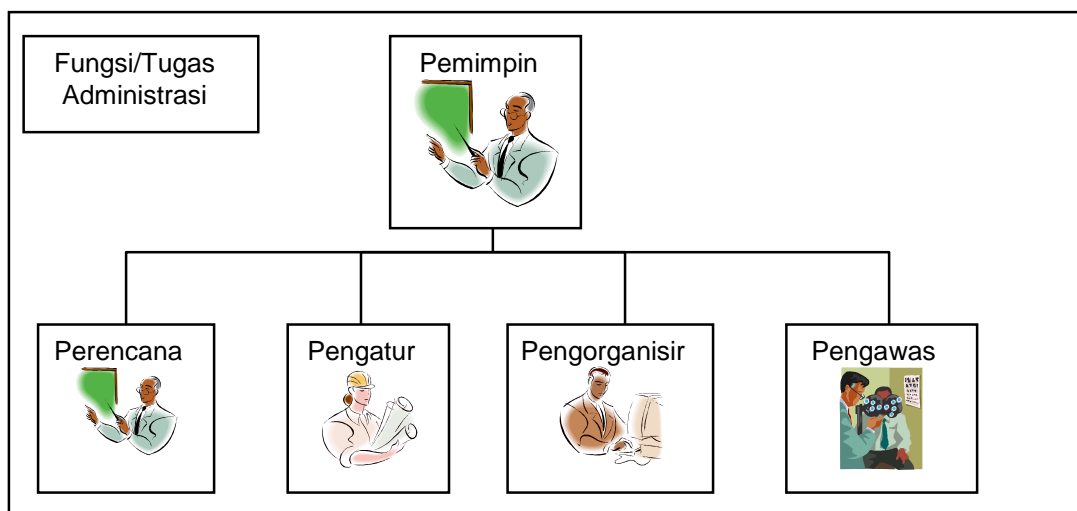 Fungsi/Tugas
Administrasi
Pemimpin
Perencana
Pengatur
Pengorganisir
Pengawas